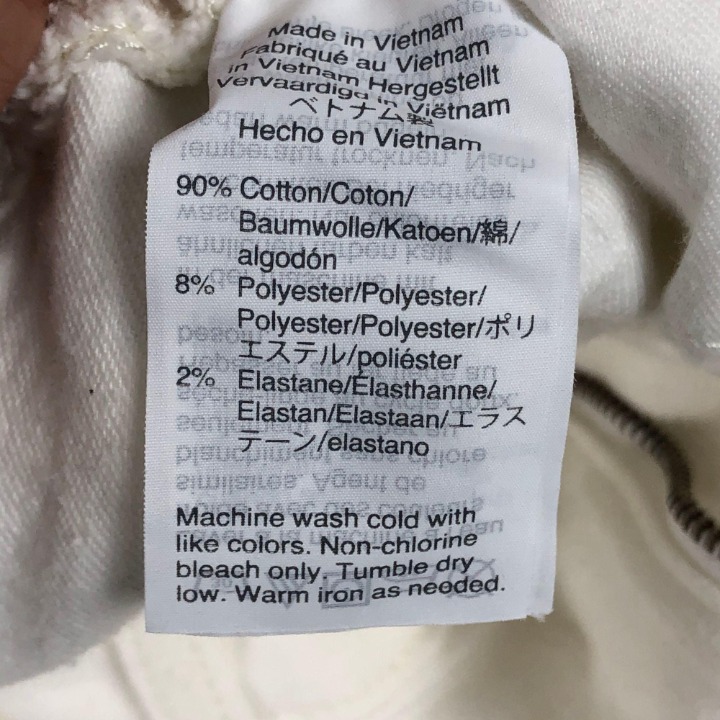 Made in Vietnam
Fabriqué au Vietnam
in Vietnam Hergestellt
Vervaardigd in Viëtnam
ベトナム製
Hecho en Vietnam
90% Cotton/Coton/
Baumwolle/Katoen/綿/
algodón
8% Polyester/Polyester/
Polyester/Polyester/ポリ
エステル/poliéster
2% Elastane/Élasthanne/
Elastan/Elastaan/エラス
テーン/elastano
Machine wash cold with
like colors. Non-chlorine
bleach only. Tumble dry
low. Warm iron as needed.